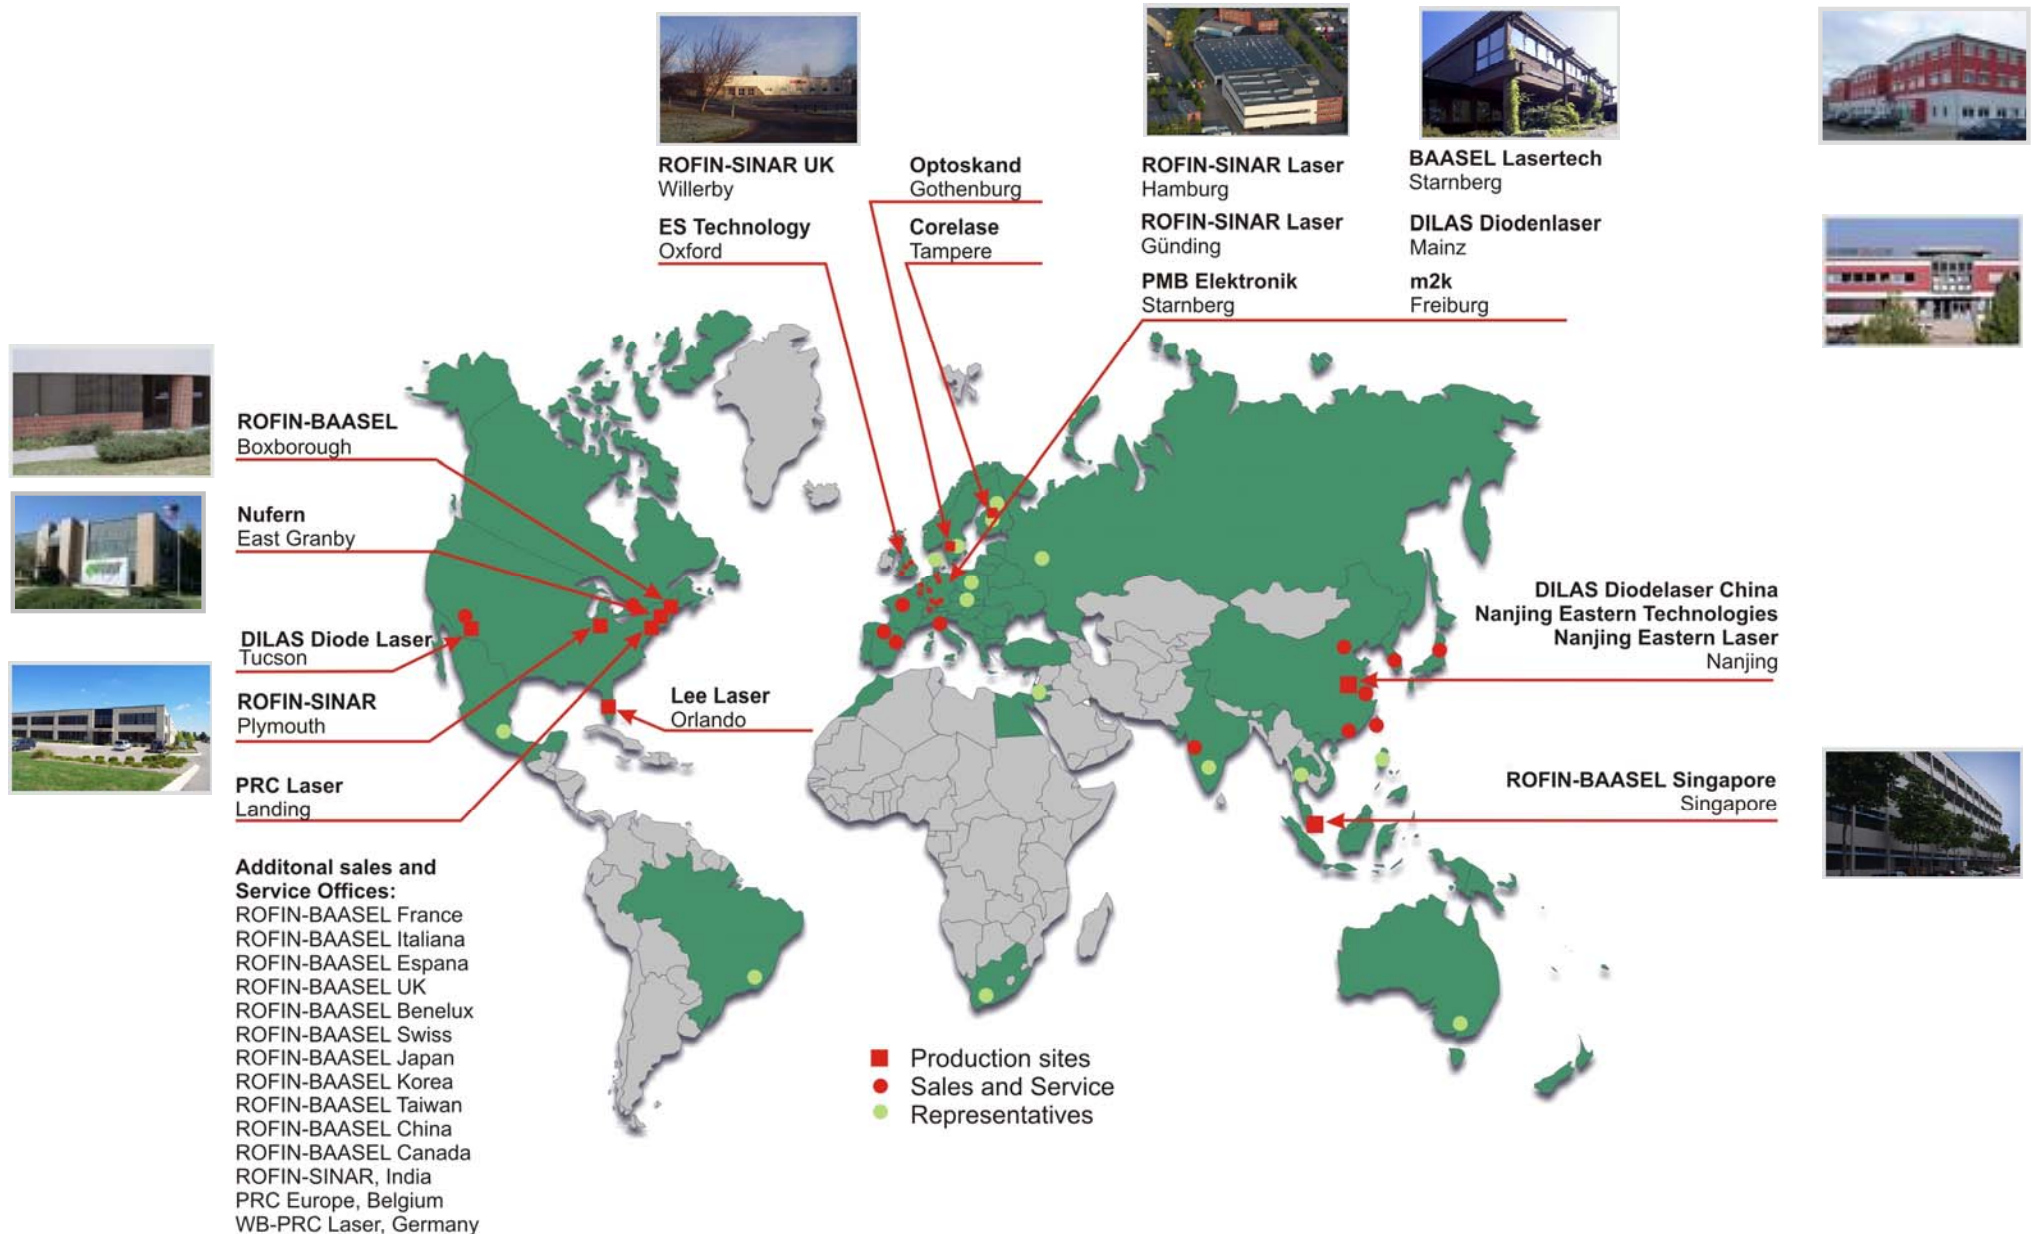 ROFIN-SINAR UK
Willerby
ES Technology
Oxford
Optoskand
Gothenburg
Corelase
Tampere
ROFIN-SINAR Laser
Hamburg
ROFIN-SINAR Laser
Günding
PMB Elektronik
Starnberg
BAASEL Lasertech
Starnberg
DILAS Diodenlaser
Mainz
m2k
Freiburg
ROFIN-BAASEL
Boxborough
Nufern
East Granby
DILAS Diode Laser
Tucson
ROFIN-SINAR
Plymouth
PRC Laser
Landing
Lee Laser
Orlando
DILAS Diodelaser China
Nanjing Eastern Technologies
Nanjing Eastern Laser
Nanjing
ROFIN-BAASEL Singapore
Singapore
Additonal sales and
Service Offices:
ROFIN-BAASEL France
ROFIN-BAASEL Italiana
ROFIN-BAASEL Espana
ROFIN-BAASEL UK
ROFIN-BAASEL Benelux
ROFIN-BAASEL Swiss
ROFIN-BAASEL Japan
ROFIN-BAASEL Korea
ROFIN-BAASEL Taiwan
ROFIN-BAASEL China
ROFIN-BAASEL Canada
ROFIN-SINAR, India
PRC Europe, Belgium
WB-PRC Laser, Germany
Production sites
Sales and Service
Representatives